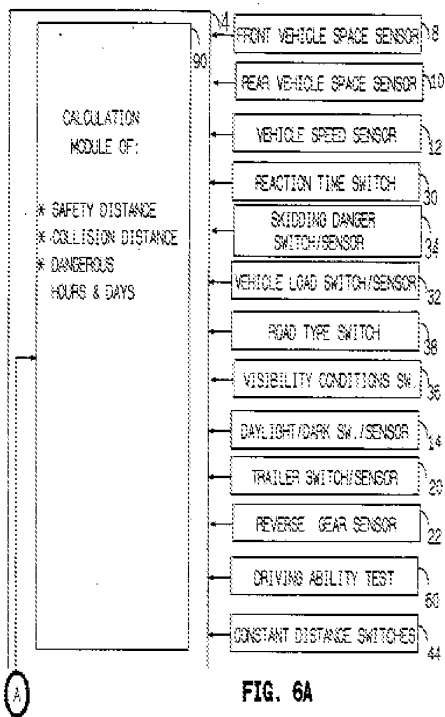 4
90
CALCULATION
MODULE OF:
* SAFETY DISTANCE
* COLLISION DISTANCE
* DANGEROUS
HOURS & DAYS
FRONT VEHICLE SPACE SENSOR
8
REAR VEHICLE SPACE SENSOR
10
VEHICLE SPEED SENSOR
12
REACTION TIME SWITCH
30
SKIDDING DANGER
SWITCH/SENSOR
34
VEHICLE LOAD SWITCH/SENSOR
32
ROAD TYPE SWITCH
38
VISIBILITY CONDITIONS SW.
36
DAYLIGHT/DARK SW./SENSOR
14
TRAILER SWITCH/SENSOR
20
REVERSE GEAR SENSOR
22
DRIVING ABILITY TEST
60
CONSTANT DISTANCE SWITCHES
44
A
FIG. 6A